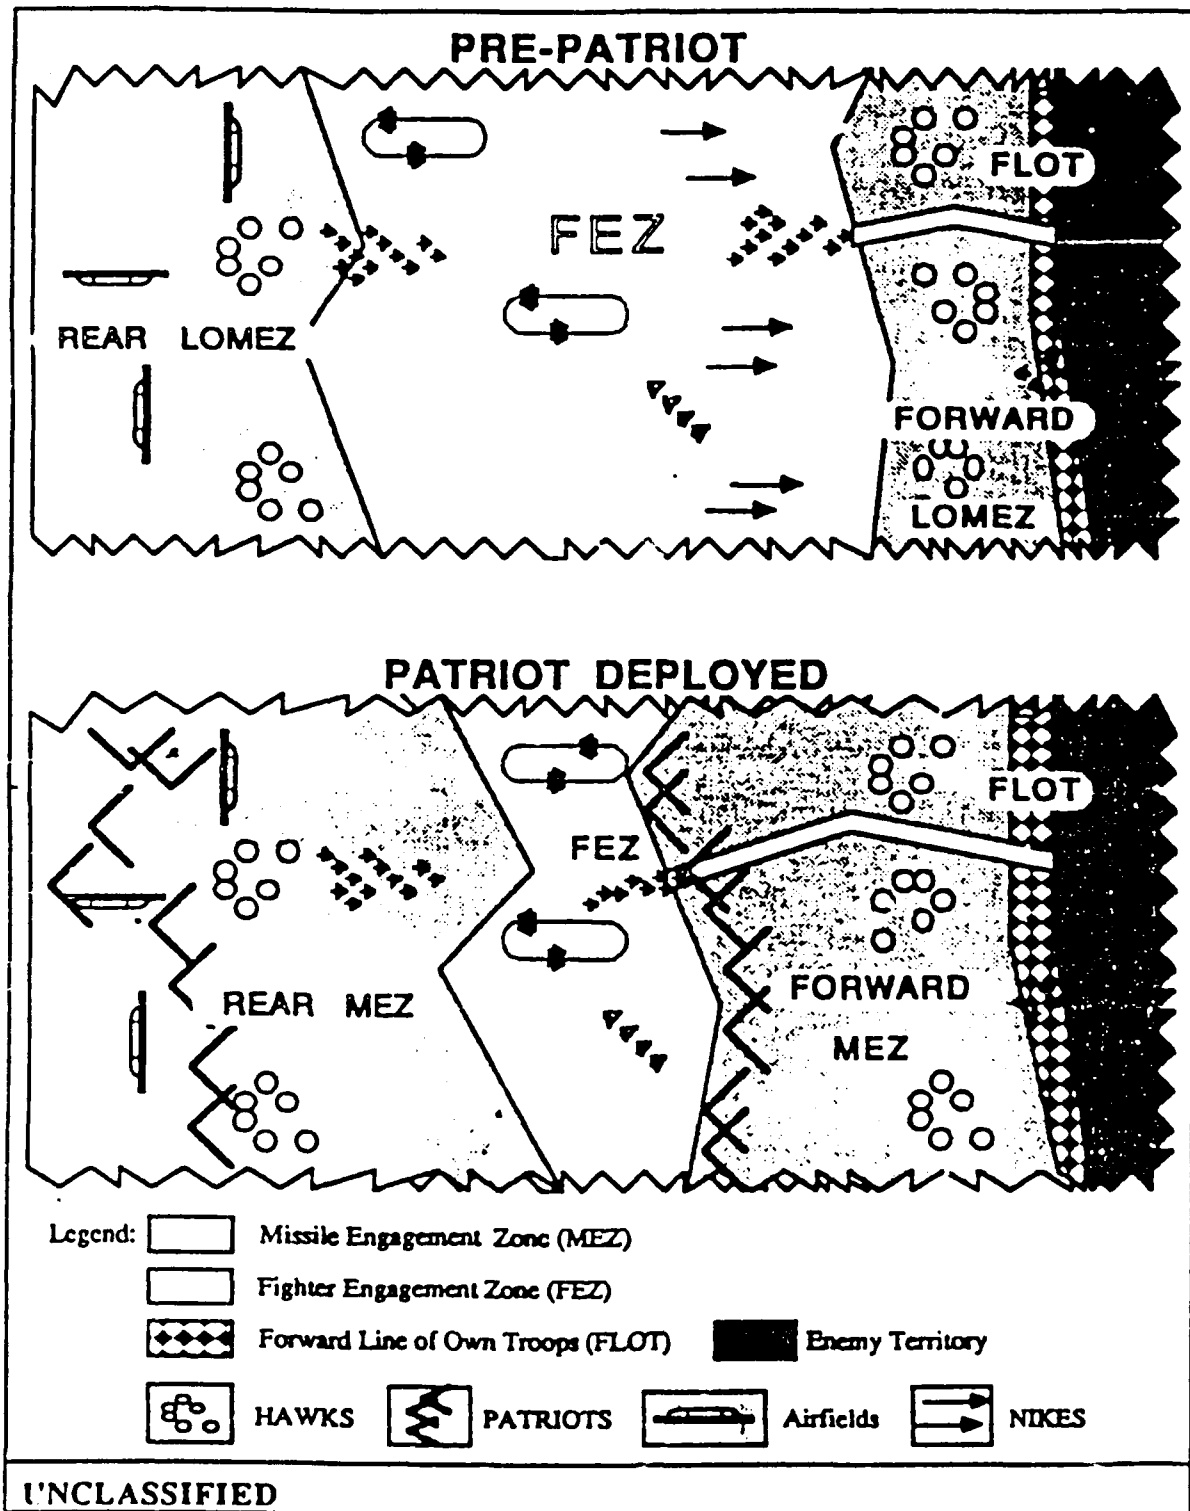 PRE-PATRIOT
FLOT
FEZ
REAR LOMEZ
FORWARD
LOMEZ
PATRIOT DEPLOYED
FLOT
FEZ
FORWARD
REAR MEZ
MEZ
Legend: Missile Engagement Zone (MEZ)
Fighter Engagement Zone (FEZ)
Forward Line of Own Troops (FLOT) Enemy Territory
HAWKS PATRIOTS Airfields NIKES
UNCLASSIFIED